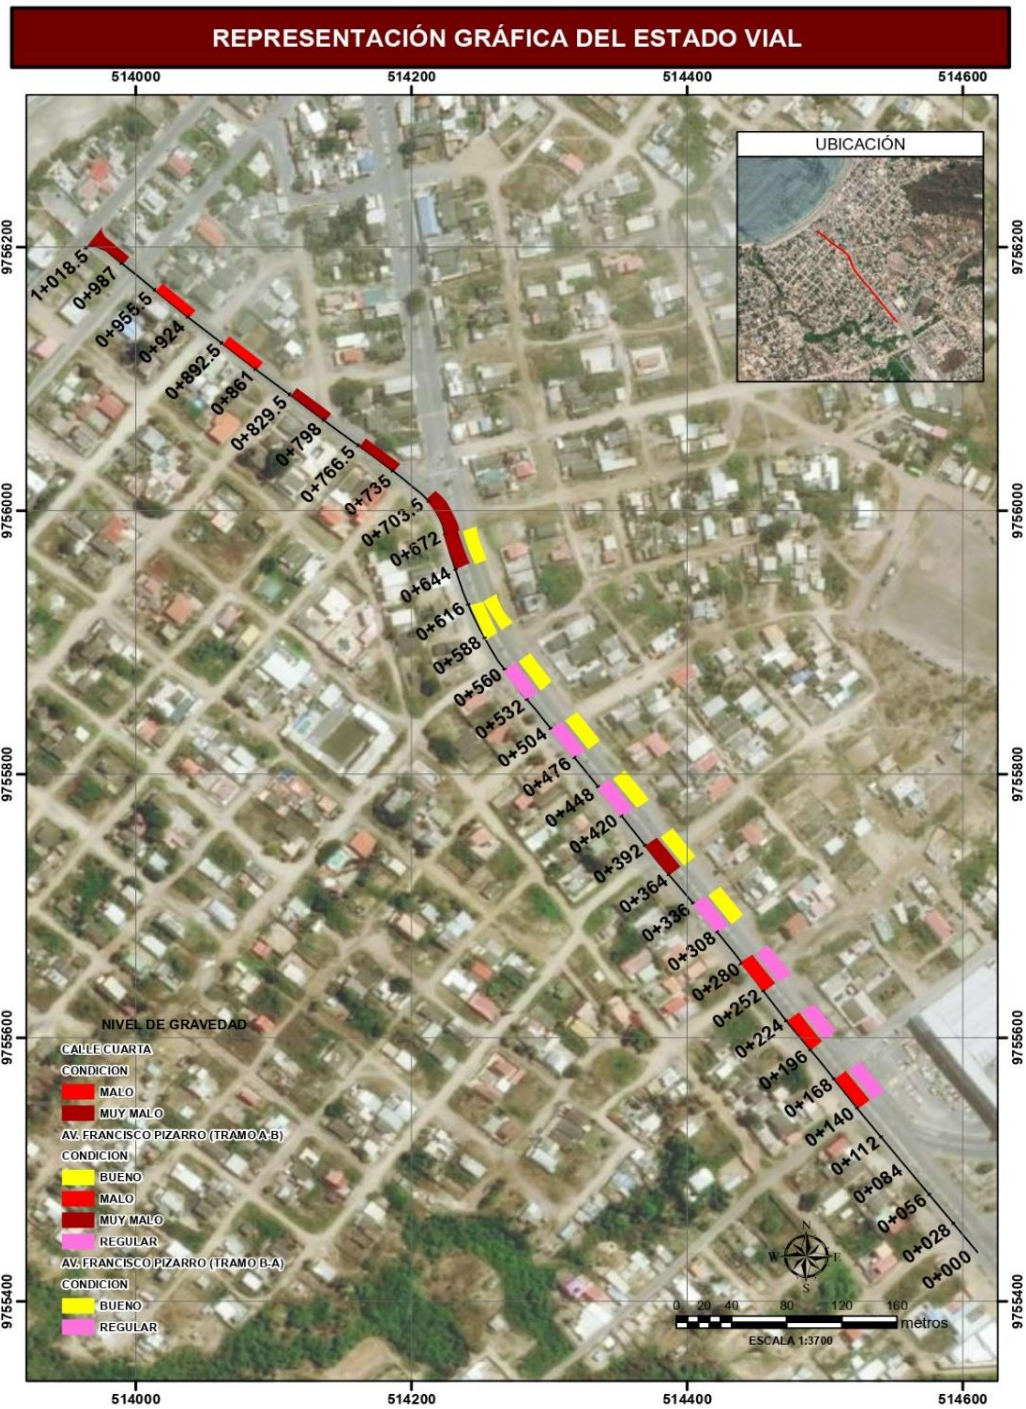 REPRESENTACIÓN GRÁFICA DEL ESTADO VIAL
514000 514200 514400 514600
UBICACIÓN
9756200 9756200
1+018.5
0+987
0+955.5
0+924
0+892.5
0+861
0+829.5
0+798
0+766.5
0+735
0+703.5
9756000 9756000
0+672
0+644
0+616
0+588
0+560
0+532
0+504
0+476
9755800 9755800
0+448
0+420
0+392
0+364
0+336
0+308
0+280
0+252
0+224
9755600 9755600
0+196
0+168
0+140
0+112
0+084
0+056
0+028
0+000
NIVEL DE GRAVEDAD
CALLE CUARTA
CONDICION
MALO
MUY MALO
AV. FRANCISCO PIZARRO (TRAMO A-B)
CONDICION
BUENO
MALO
MUY MALO
REGULAR
AV. FRANCISCO PIZARRO (TRAMO B-A)
CONDICION
BUENO
REGULAR
N
W E
S
9755400 9755400
0 20 40 80 120 160
metros
ESCALA 1:3700
514000 514200 514400 514600